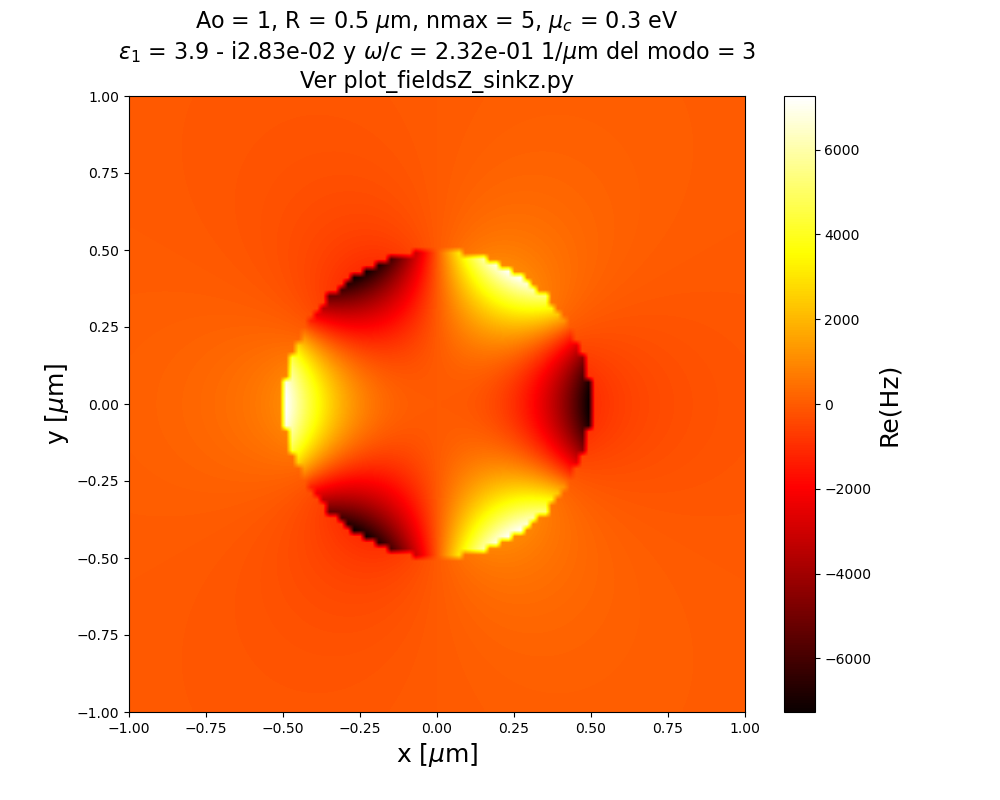 Ao = 1, R = 0.5 μm, nmax = 5, μc = 0.3 eV
ε1 = 3.9 - i2.83e-02 y ω/c = 2.32e-01 1/μm del modo = 3
Ver plot_fieldsZ_sinkz.py
1.00
0.75
0.50
0.25
0.00
−0.25
−0.50
−0.75
−1.00
y [μm]
−1.00 −0.75 −0.50 −0.25 0.00 0.25 0.50 0.75 1.00
x [μm]
6000
4000
2000
0
−2000
−4000
−6000
Re(Hz)